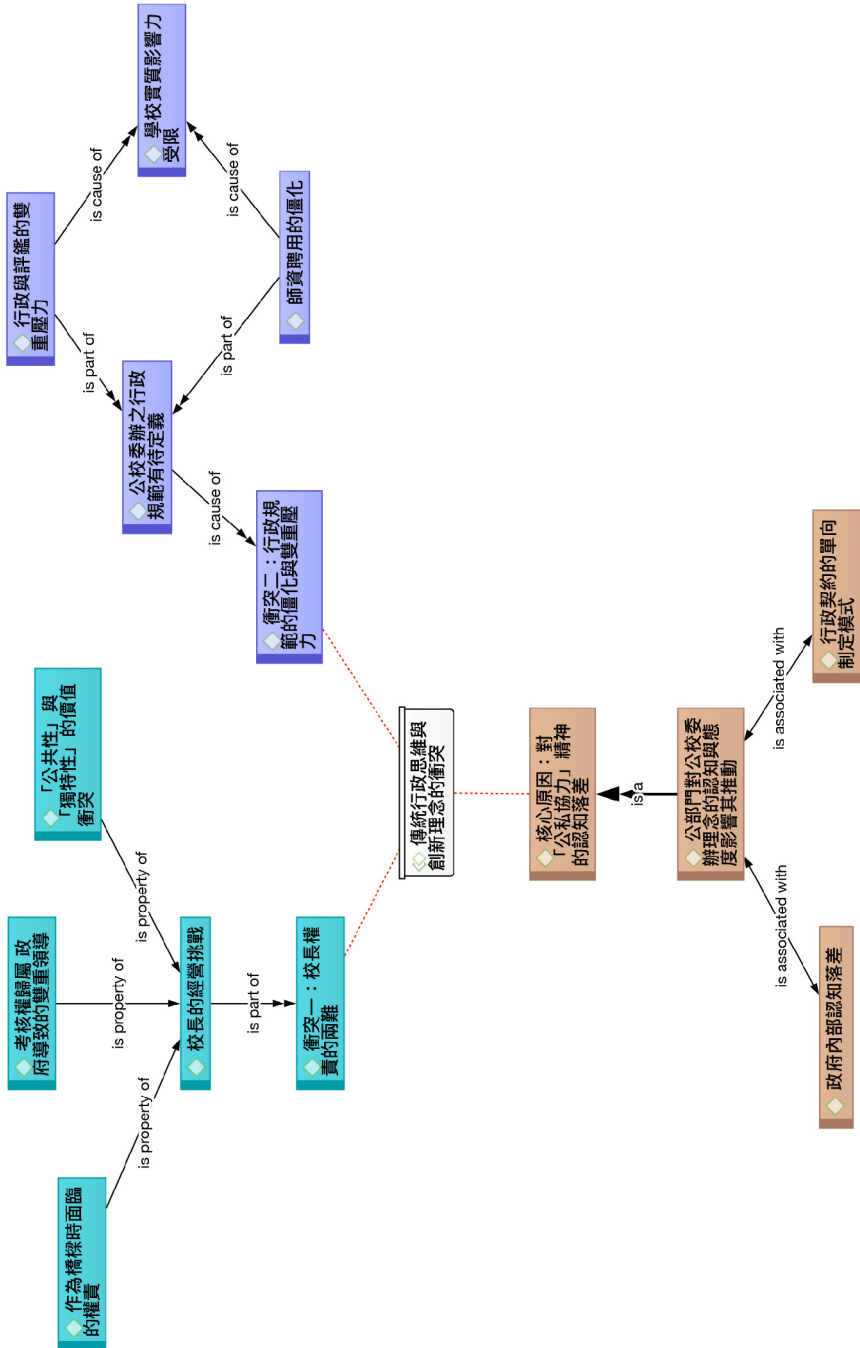 作為橋樑時面臨
的權責
is property of
考核權歸屬 政
府導致的雙重領導
is property of
「公共性」與
「獨特性」的價值
衝突
is property of
校長的經營挑戰
is part of
衝突一：校長權
責的兩難
行政與評鑑的雙
重壓力
is part of
is cause of
學校實質影響力
受限
is cause of
師資聘用的僵化
is part of
公校委辦之行政
規範有待定義
is cause of
衝突二：行政規
範的僵化與雙重壓
力
傳統行政思維與
創新理念的衝突
核心原因：對
「公私協力」精神
的認知落差
is a
公部門對公校委
辦理念的認知與態
度影響其推動
is associated with
is associated with
政府內部認知落差
行政契約的單向
制定模式